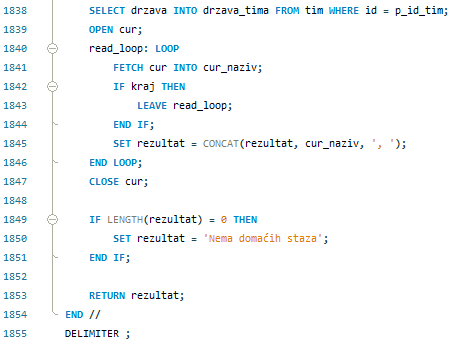 1838 SELECT drzava INTO drzava_tima FROM tim WHERE id = p_id_tim;
1839 OPEN cur;
1840 read_loop: LOOP
1841 FETCH cur INTO cur_naziv;
1842 IF kraj THEN
1843 LEAVE read_loop;
1844 END IF;
1845 SET rezultat = CONCAT(rezultat, cur_naziv, ', ');
1846 END LOOP;
1847 CLOSE cur;
1848
1849 IF LENGTH(rezultat) = 0 THEN
1850 SET rezultat = 'Nema domaćih staza';
1851 END IF;
1852
1853 RETURN rezultat;
1854 END //
1855 DELIMITER ;